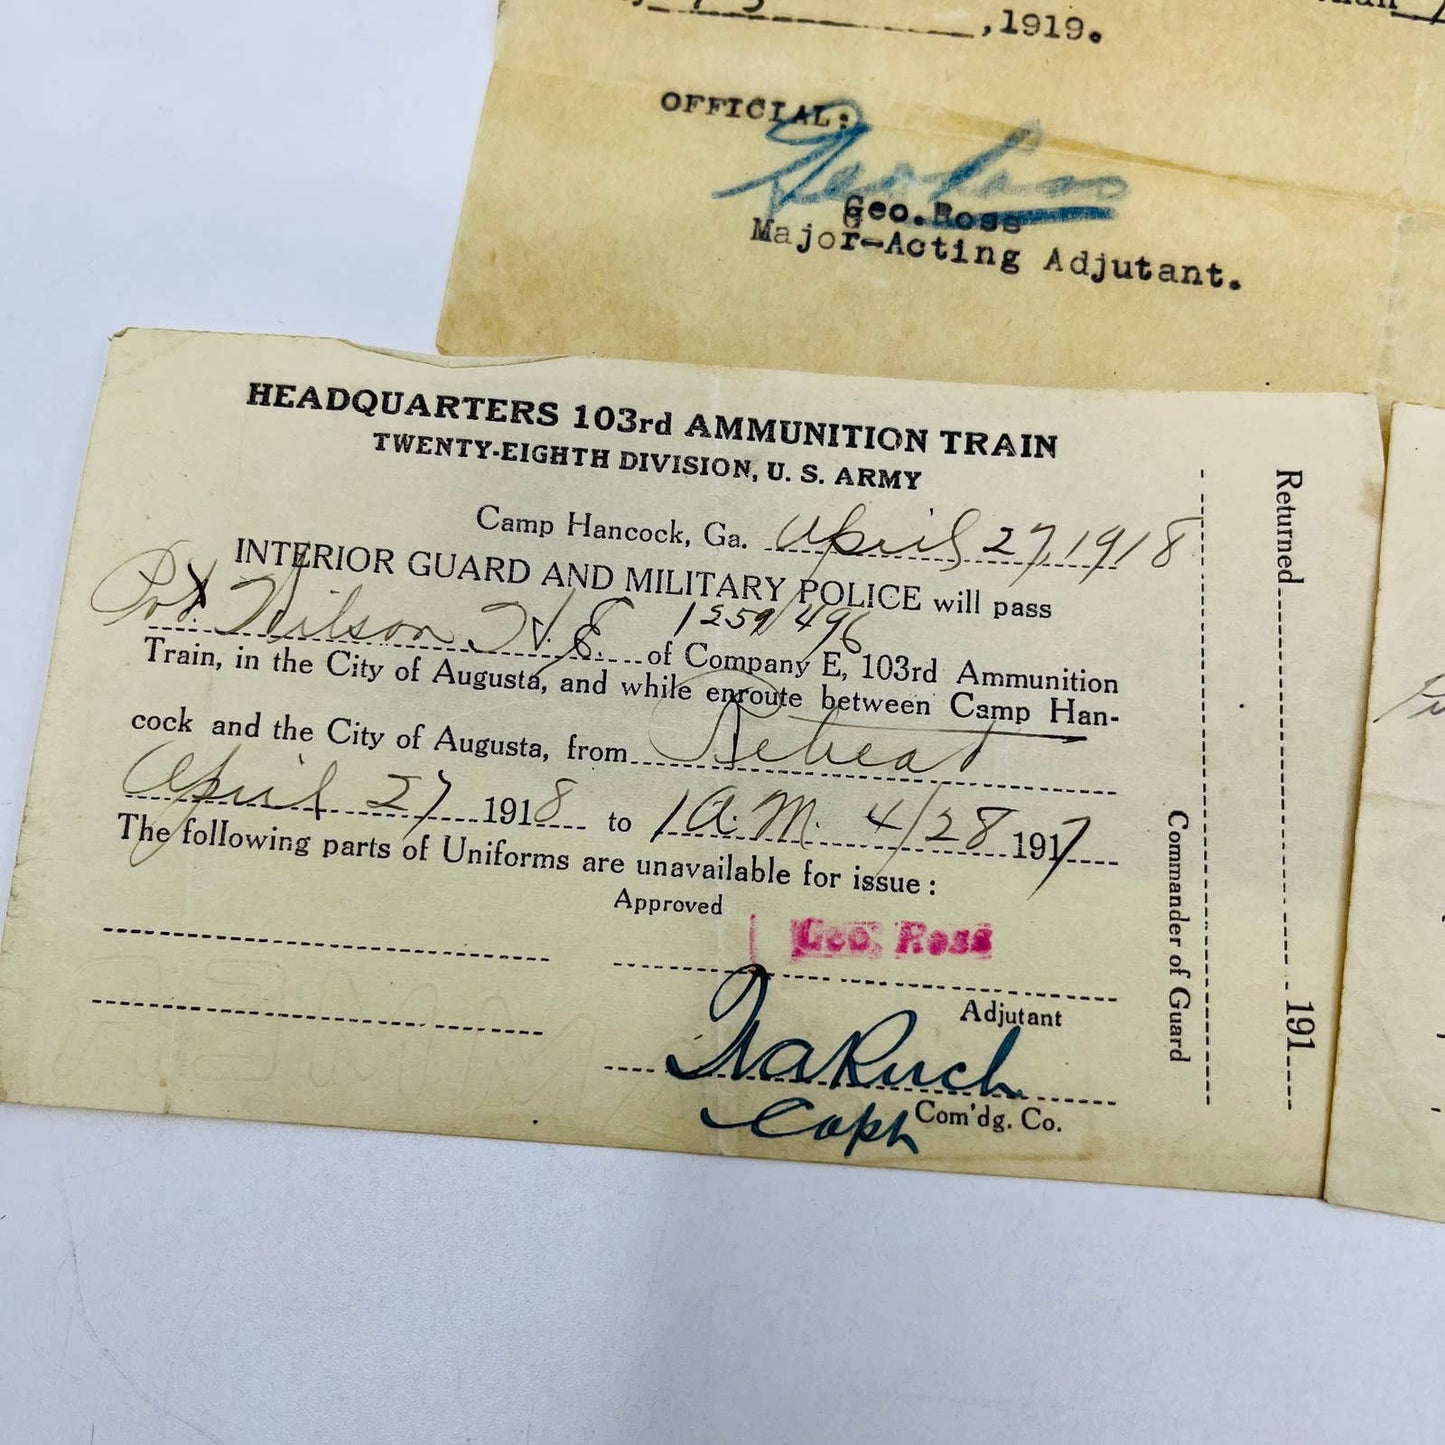 , 1919.
OFFICIAL:
Geo. Ross
Geo. Ross
Major-Acting Adjutant.
HEADQUARTERS 103rd AMMUNITION TRAIN
TWENTY-EIGHTH DIVISION, U. S. ARMY
Camp Hancock, Ga. April 27, 1918
INTERIOR GUARD AND MILITARY POLICE will pass
1259496
Pvt. Wilson H. E. of Company E, 103rd Ammunition
Train, in the City of Augusta, and while enroute between Camp Han-
cock and the City of Augusta, from Retreat
April 27 1918 to 1 A.M. 4/28 1917
The following parts of Uniforms are unavailable for issue:
Approved
Geo. Ross
Adjutant
Capt Com'dg. Co.
Commander of Guard
Returned 191